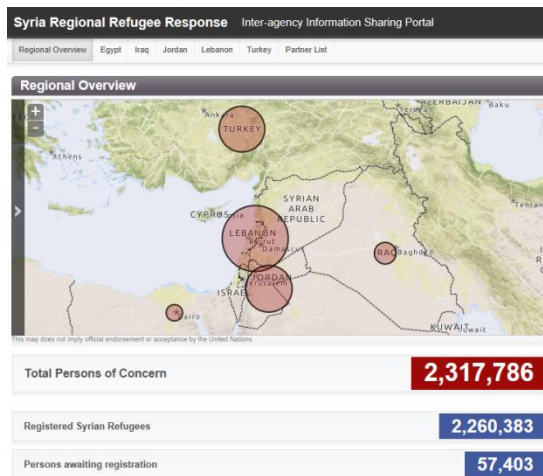 Syria Regional Refugee Response Inter-agency Information Sharing Portal
Regional Overview Egypt Iraq Jordan Lebanon Turkey Partner List
Regional Overview
AZERBAIJAN Baku
Ankara
TURKEY
Athens
Tehran
SYRIAN
ARAB
REPUBLIC
CYPRUS
LEBANON
Beirut
Damascus
IRAQ Baghdad
JORDAN
ISRAEL Jerusalem
Cairo
KUWAIT Kuwait
This map does not imply official endorsement or acceptance by the United Nations
Total Persons of Concern 2,317,786
Registered Syrian Refugees 2,260,383
Persons awaiting registration 57,403